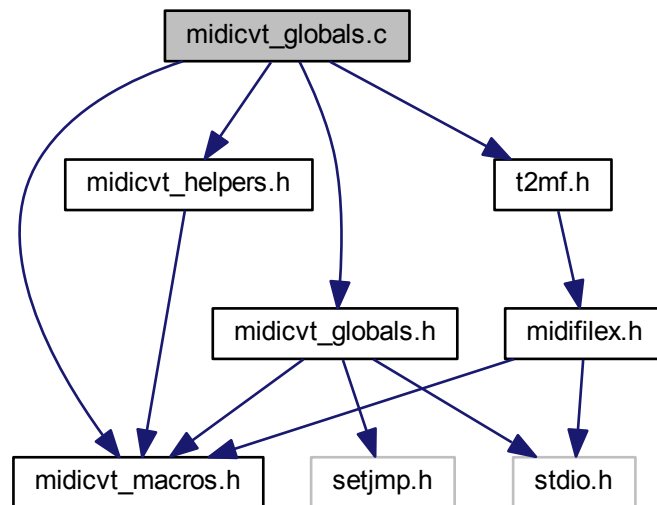 midicvt_globals.c
midicvt_helpers.h
t2mf.h
midicvt_globals.h
midifilex.h
midicvt_macros.h
setjmp.h
stdio.h